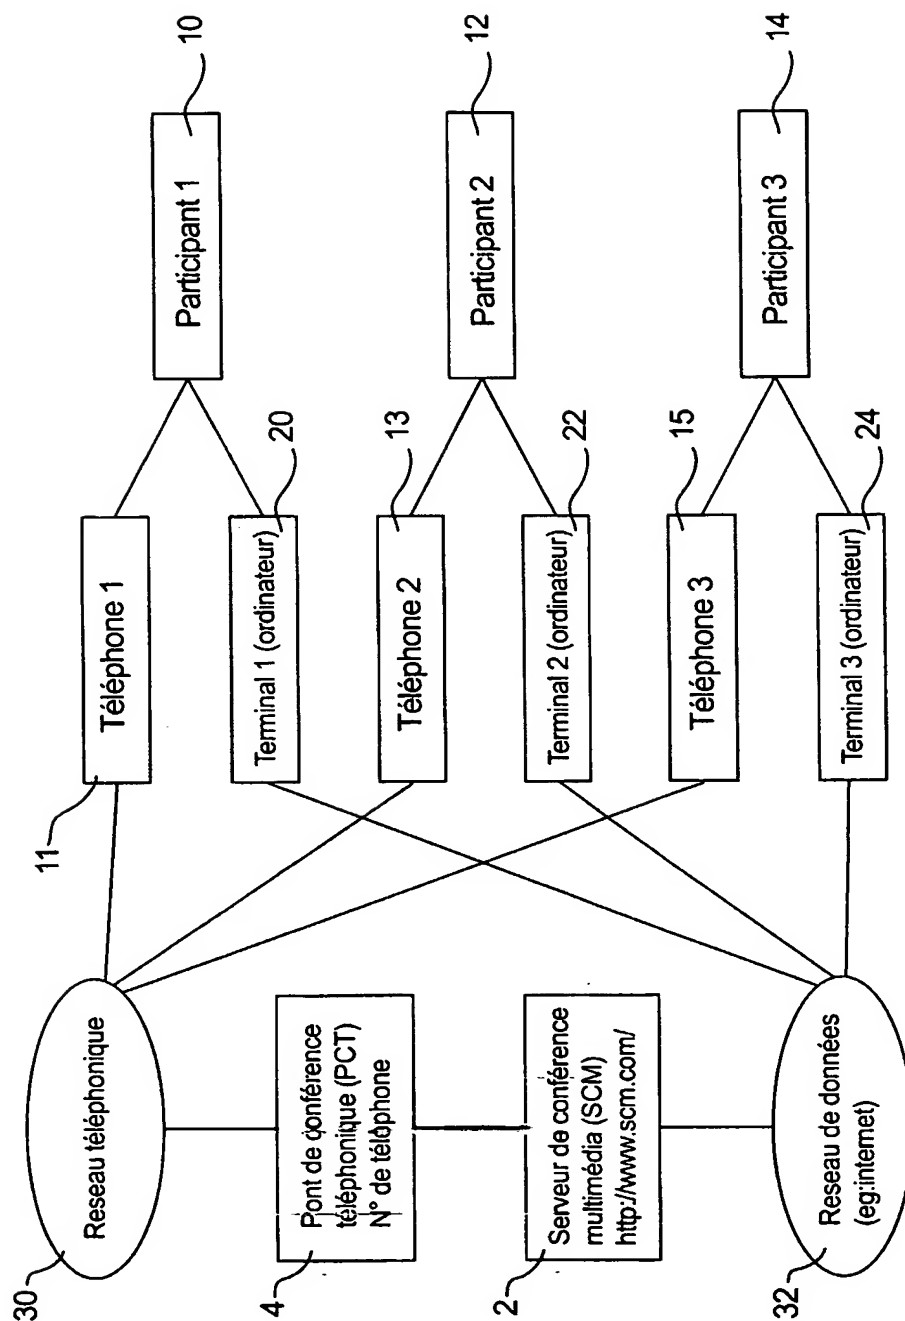 30
Reseau téléphonique
4
Pont de conférence
téléphonique (PCT)
N° de téléphone
2
Serveur de conférence
multimédia (SCM)
http://www.scm.com/
32
Reseau de données
(eg:internet)
11
Téléphone 1
Terminal 1 (ordinateur)
20
Téléphone 2
13
Terminal 2 (ordinateur)
22
Téléphone 3
15
Terminal 3 (ordinateur)
24
Participant 1
10
Participant 2
12
Participant 3
14